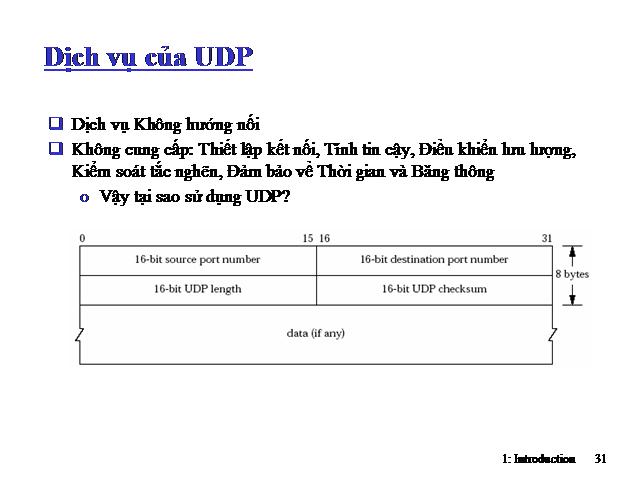 Dịch vụ của UDP
Dịch vụ Không hướng nối
Không cung cấp: Thiết lập kết nối, Tính tin cậy, Điều khiển lưu lượng,
Kiểm soát tắc nghẽn, Đảm bảo về Thời gian và Băng thông
o Vậy tại sao sử dụng UDP?
0 15 16 31
16-bit source port number 16-bit destination port number
8 bytes
16-bit UDP length 16-bit UDP checksum
data (if any)
1: Introduction 31